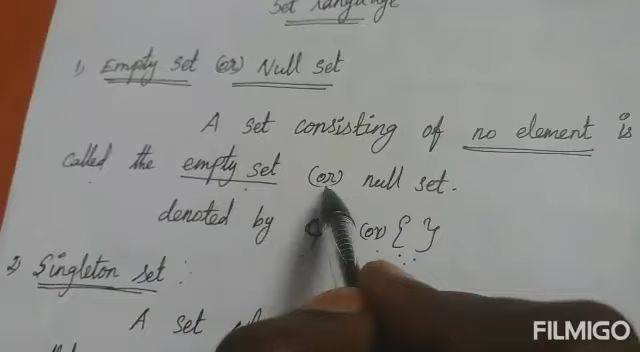 Set Language
1) Empty set (or) Null set
A set consisting of no element is
called the empty set (or) null set.
denoted by (or) { }
2) Singleton set :
A set
FILMIGO